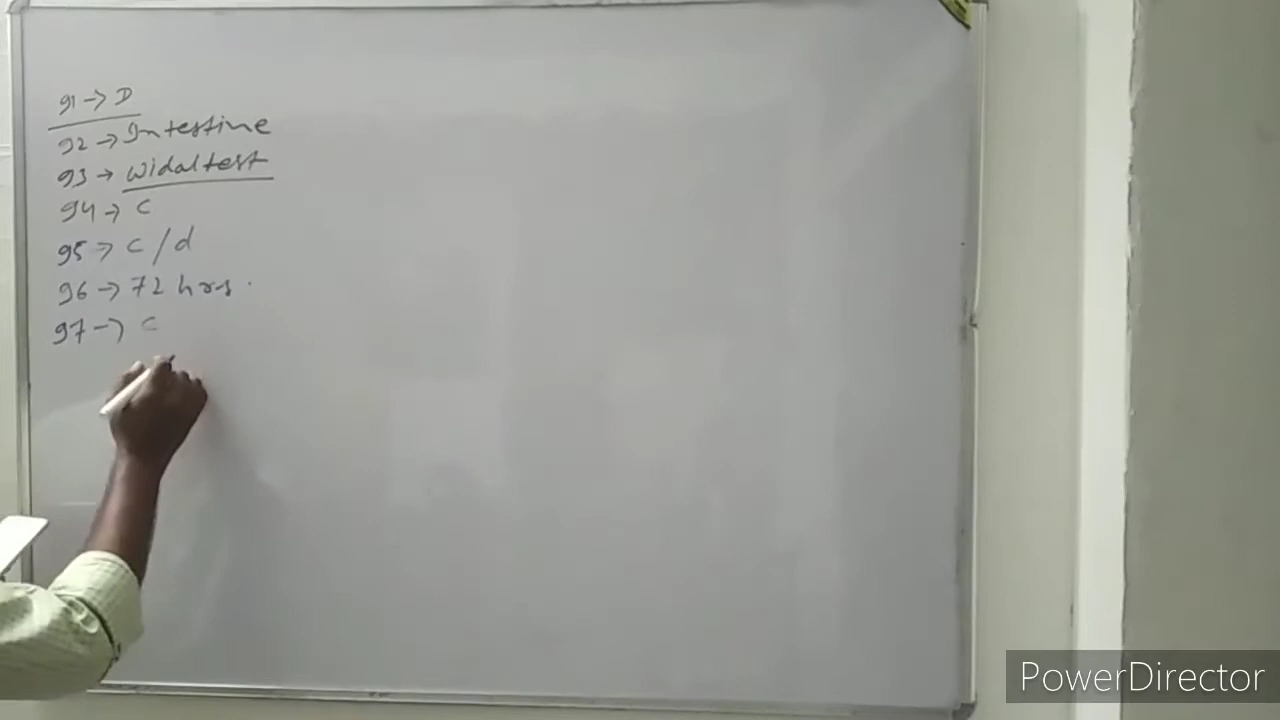 91 → D
92 → Intestine
93 → Widal test
94 → C
95 → C / d
96 → 72 hrs.
97 → C
PowerDirector